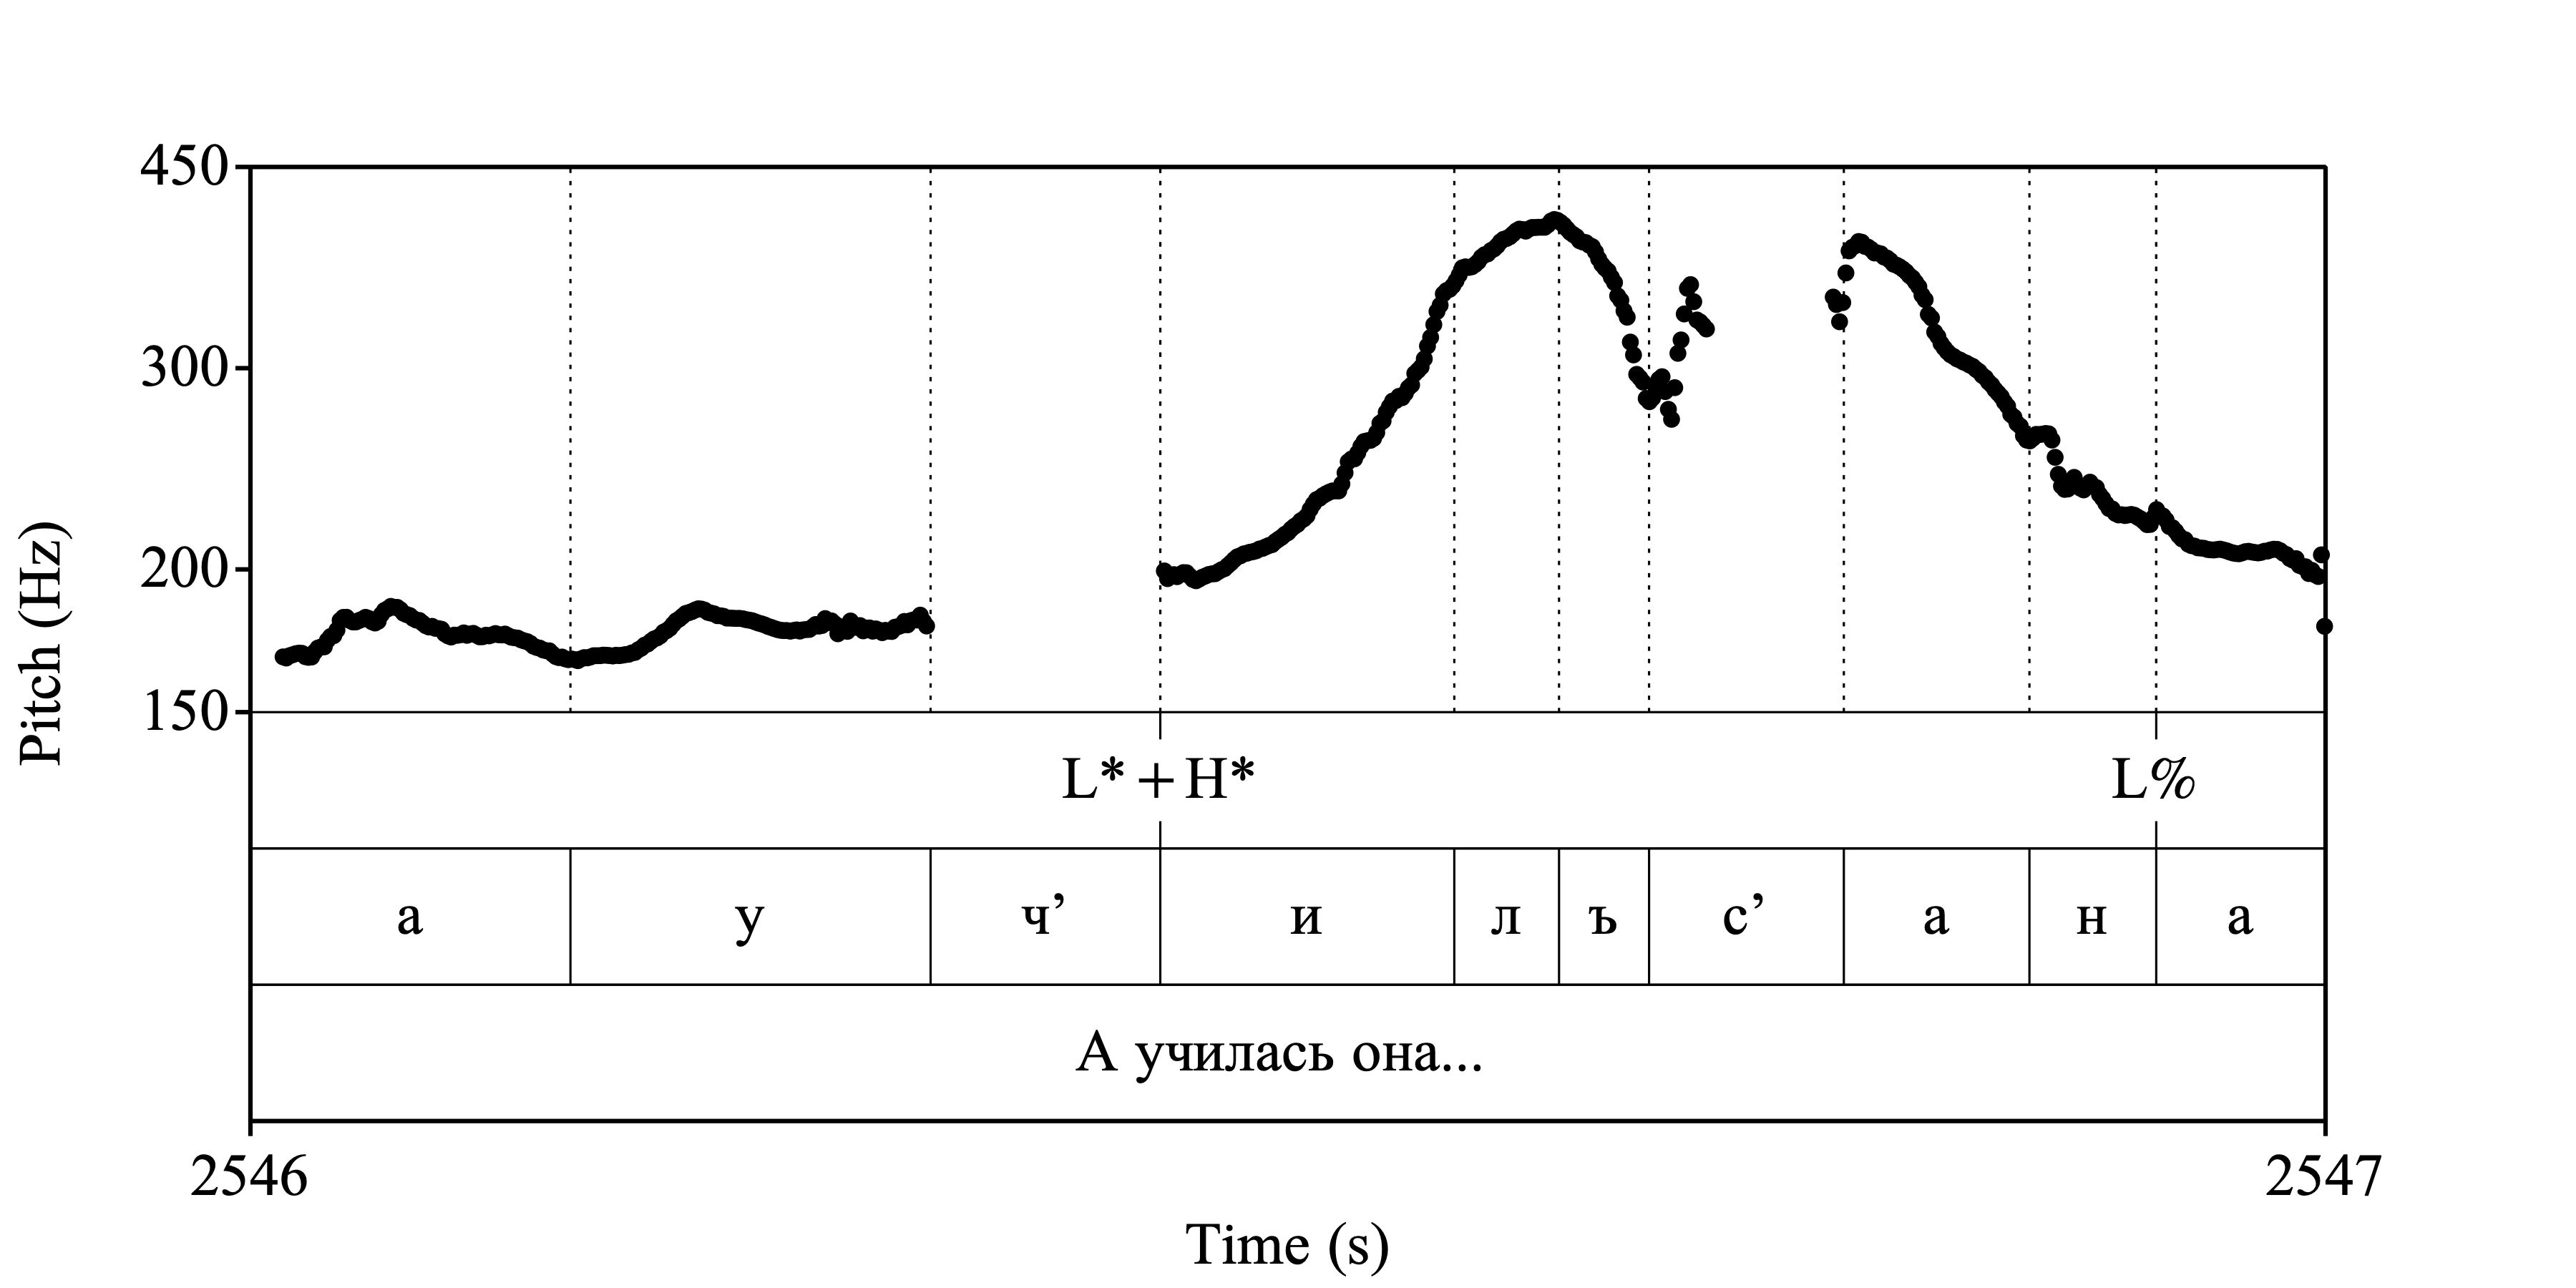 450
300
200
150
Pitch (Hz)
L* + H* L%
а у ч’ и л ъ с’ а н а
А училась она...
2546 2547
Time (s)